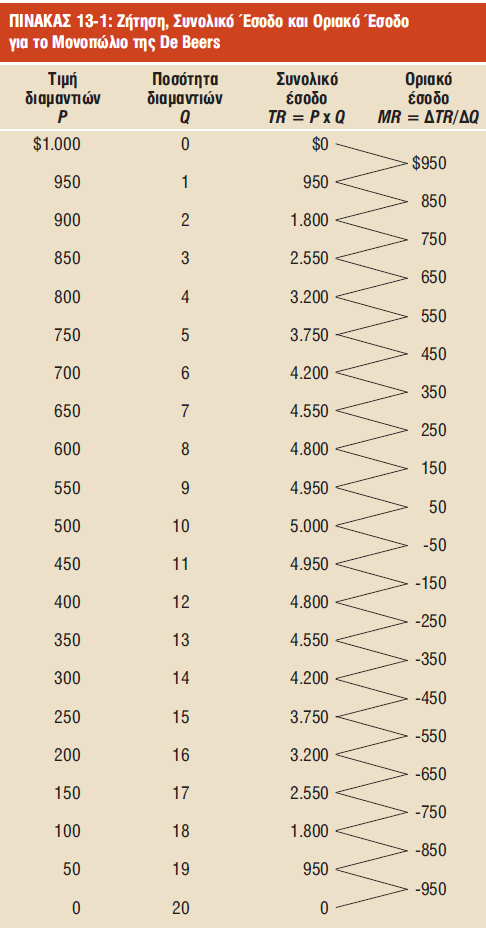 ΠΙΝΑΚΑΣ 13-1: Ζήτηση, Συνολικό Έσοδο και Οριακό Έσοδο
για το Μονοπώλιο της De Beers
Τιμή Ποσότητα Συνολικό Οριακό
διαμαντιών διαμαντιών έσοδο έσοδο
P Q TR = P x Q MR = ΔTR/ΔQ
$1.000 0 $0
$950
950 1 950
850
900 2 1.800
750
850 3 2.550
650
800 4 3.200
550
750 5 3.750
450
700 6 4.200
350
650 7 4.550
250
600 8 4.800
150
550 9 4.950
50
500 10 5.000
-50
450 11 4.950
-150
400 12 4.800
-250
350 13 4.550
-350
300 14 4.200
-450
250 15 3.750
-550
200 16 3.200
-650
150 17 2.550
-750
100 18 1.800
-850
50 19 950
-950
0 20 0